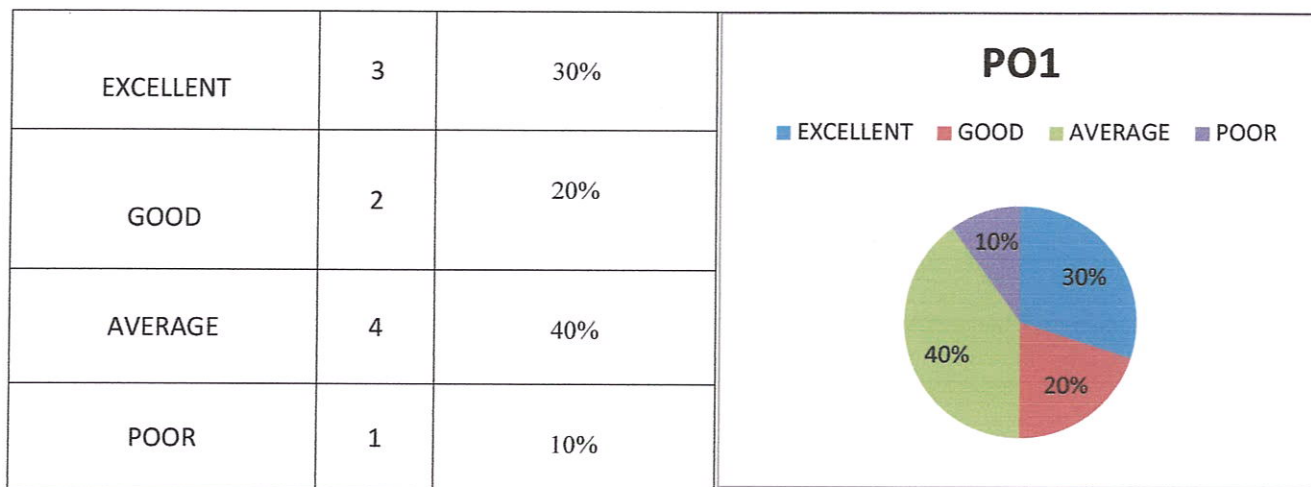 EXCELLENT 3 30%
GOOD 2 20%
AVERAGE 4 40%
POOR 1 10%
PO1
EXCELLENT GOOD AVERAGE POOR
10%
30%
40%
20%